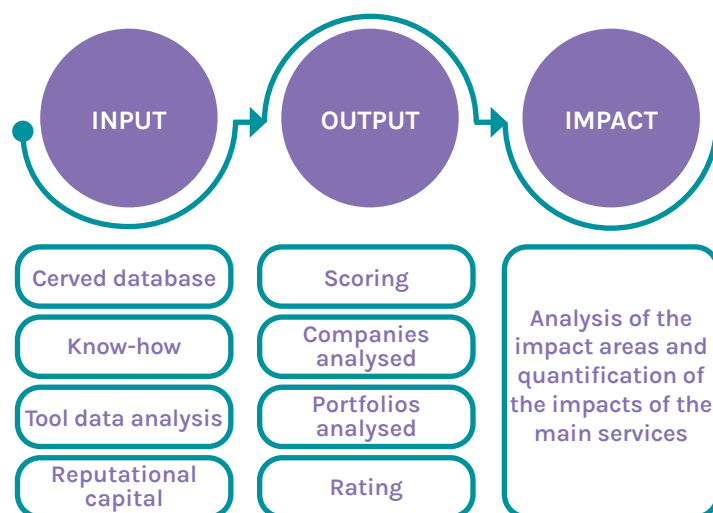 INPUT
OUTPUT
IMPACT
Cerved database
Know-how
Tool data analysis
Reputational
capital
Scoring
Companies
analysed
Portfolios
analysed
Rating
Analysis of the
impact areas and
quantification of
the impacts of the
main services